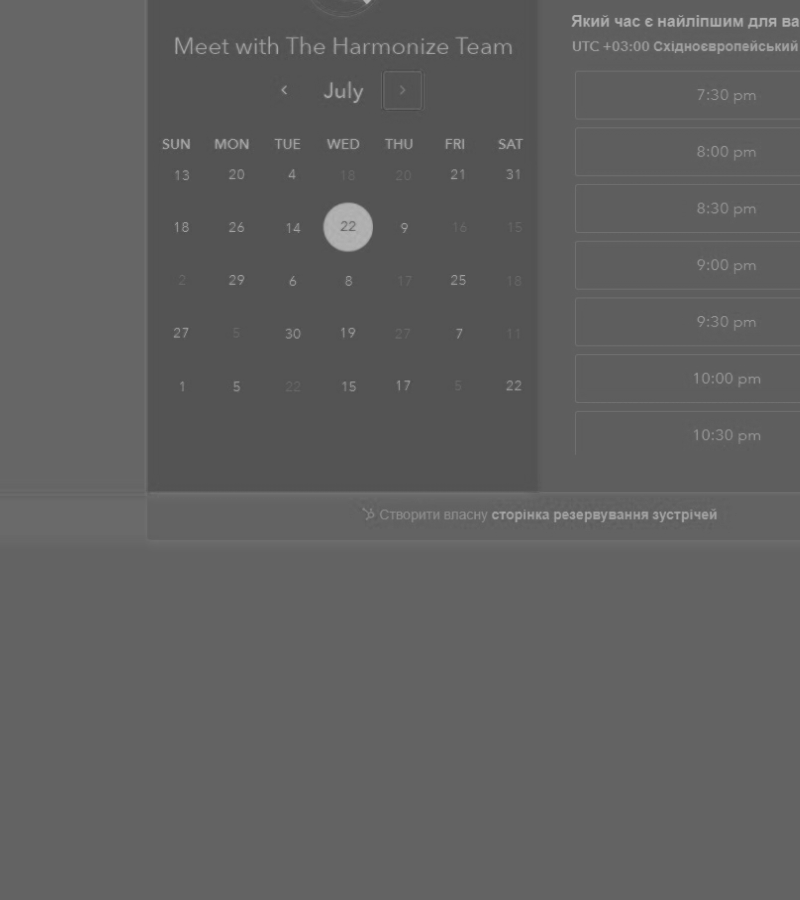 Meet with The Harmonize Team
‹ July ›
SUN MON TUE WED THU FRI SAT
13 20 4 18 20 21 31
18 26 14 22 9 16 15
2 29 6 8 17 25 18
27 5 30 19 27 7 11
1 5 22 15 17 5 22
Який час є найліпшим для ва
UTC +03:00 Східноєвропейський
7:30 pm
8:00 pm
8:30 pm
9:00 pm
9:30 pm
10:00 pm
10:30 pm
Створити власну сторінка резервування зустрічей